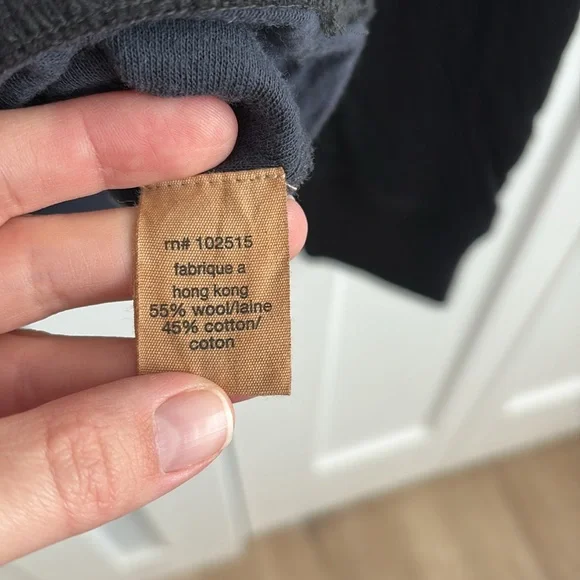 rn# 102515
fabrique a
hong kong
55% wool/laine
45% cotton/
coton